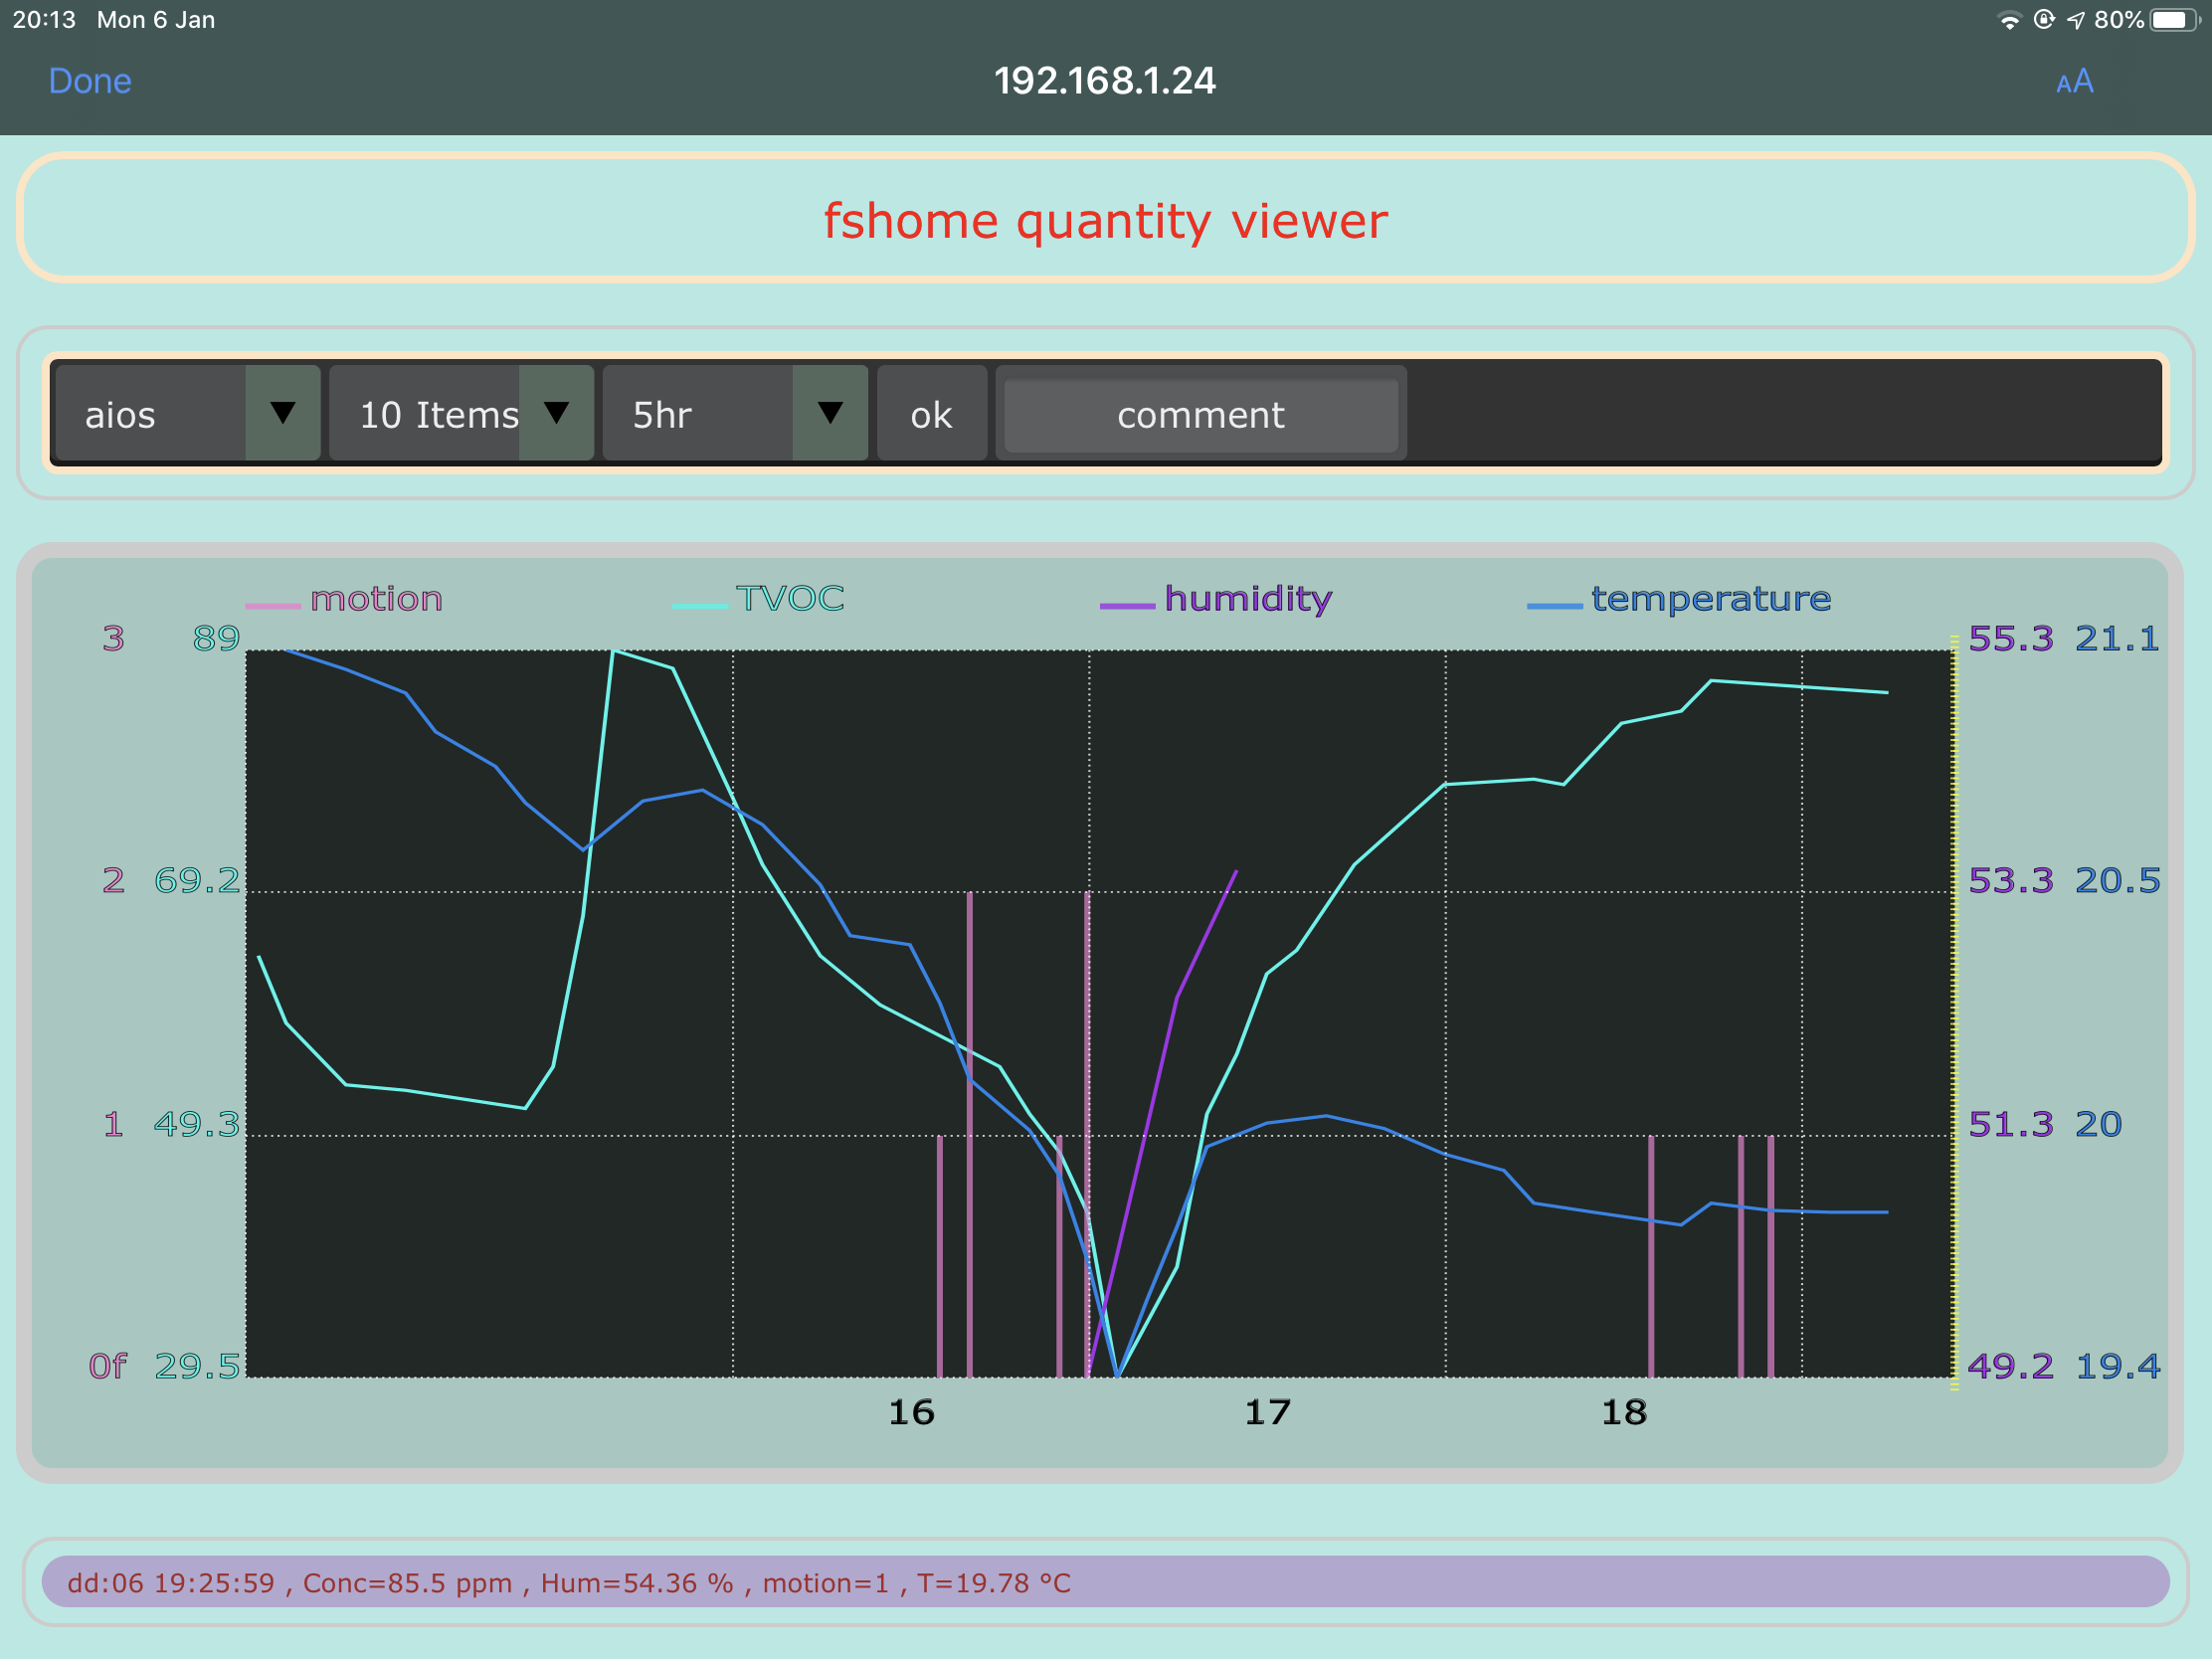 20:13 Mon 6 Jan 80%
Done 192.168.1.24 AA
fshome quantity viewer
aios 10 Items 5hr ok comment
motion TVOC humidity temperature
3 89 55.3 21.1
2 69.2 53.3 20.5
1 49.3 51.3 20
0f 29.5 49.2 19.4
16 17 18
dd:06 19:25:59 , Conc=85.5 ppm , Hum=54.36 % , motion=1 , T=19.78 °C